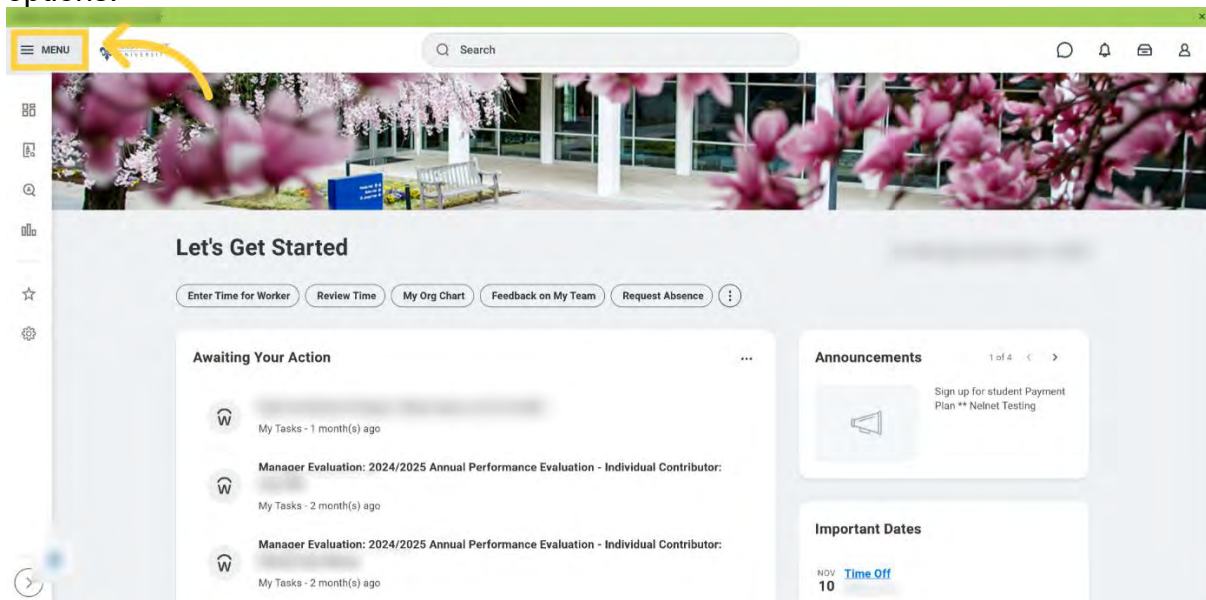 options.
MENU
Search
Let's Get Started
Enter Time for Worker
Review Time
My Org Chart
Feedback on My Team
Request Absence
Awaiting Your Action
My Tasks - 1 month(s) ago
Manager Evaluation: 2024/2025 Annual Performance Evaluation - Individual Contributor:
My Tasks - 2 month(s) ago
Manager Evaluation: 2024/2025 Annual Performance Evaluation - Individual Contributor:
My Tasks - 2 month(s) ago
Announcements
1 of 4
Sign up for student Payment
Plan ** Nelnet Testing
Important Dates
NOV
10
Time Off